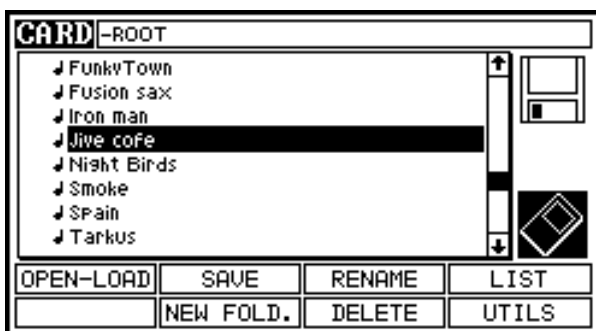 CARD -ROOT
FunkyTown
Fusion sax
Iron man
Jive cofe
Night Birds
Smoke
Spain
Tarkus
OPEN-LOAD SAVE RENAME LIST
NEW FOLD. DELETE UTILS